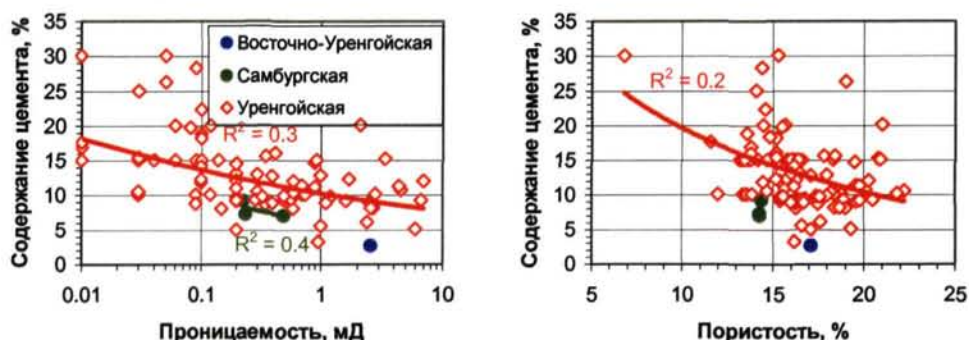 Содержание цемента, %
35
30
25
20
15
10
5
0
Восточно-Уренгойская
Самбургская
Уренгойская
R² = 0.3
R² = 0.4
0.01 0.1 1 10
Проницаемость, мД
Содержание цемента, %
35
30
25
20
15
10
5
0
R² = 0.2
5 10 15 20 25
Пористость, %